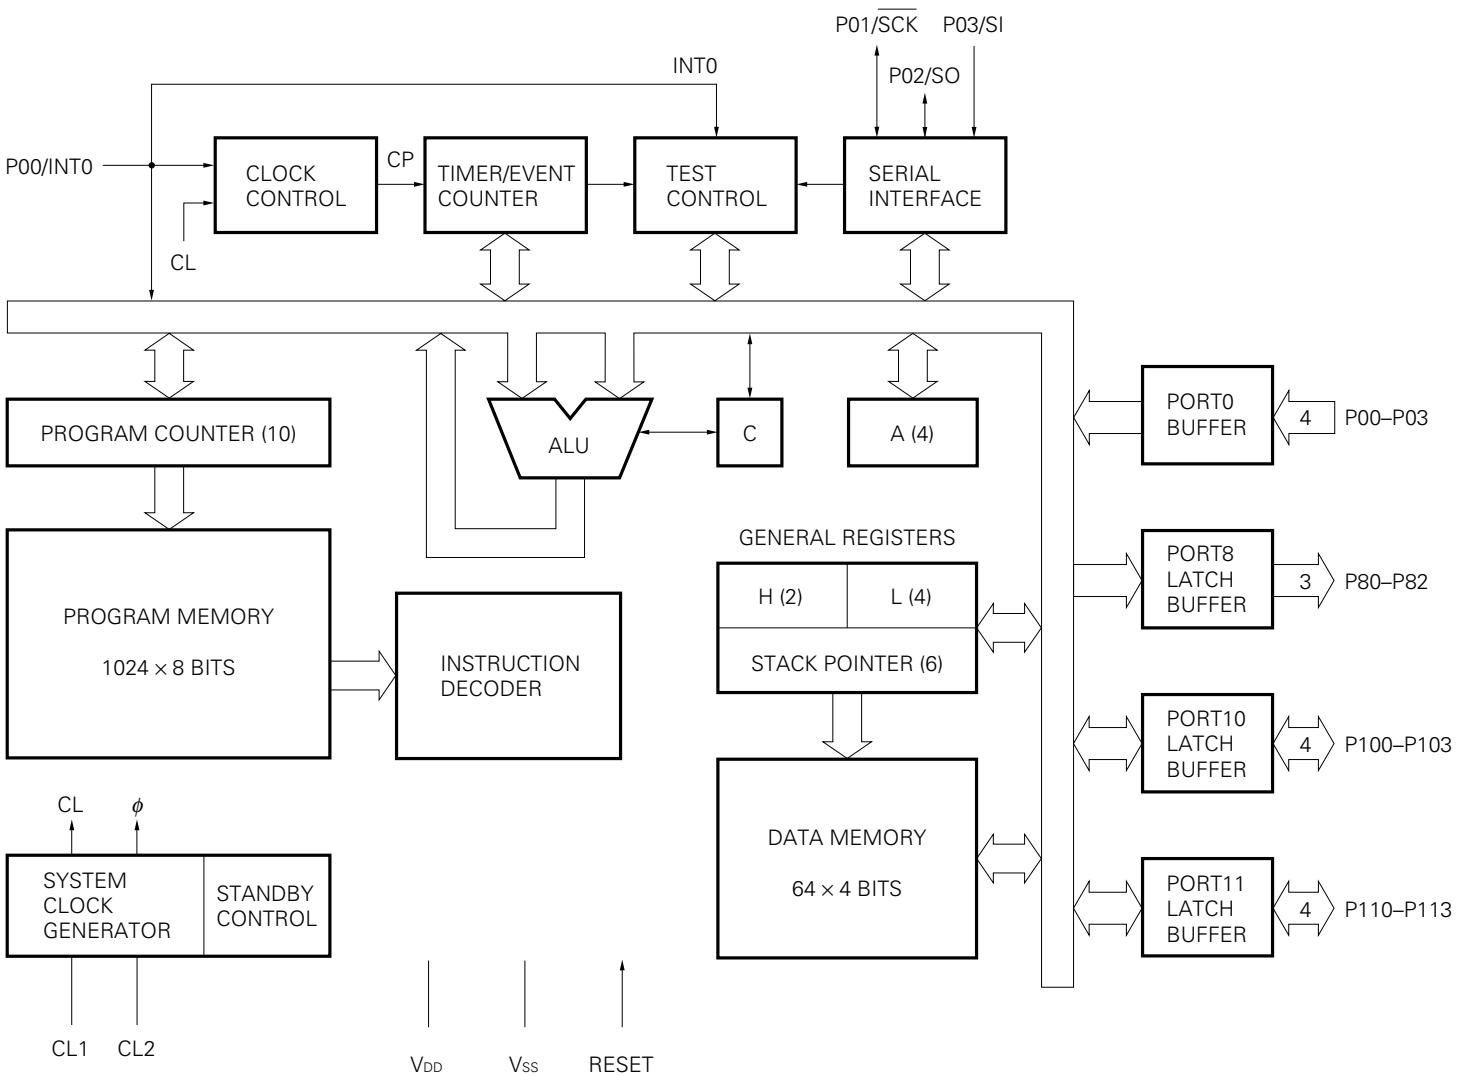 P01/SCK P03/SI
P02/SO
INT0
P00/INT0
CLOCK
CONTROL
CP
TIMER/EVENT
COUNTER
TEST
CONTROL
SERIAL
INTERFACE
CL
PROGRAM COUNTER (10)
ALU
C
A (4)
PORT0
BUFFER
4
P00–P03
PROGRAM MEMORY
1024 × 8 BITS
INSTRUCTION
DECODER
GENERAL REGISTERS
H (2)
L (4)
STACK POINTER (6)
PORT8
LATCH
BUFFER
3
P80–P82
PORT10
LATCH
BUFFER
4
P100–P103
DATA MEMORY
64 × 4 BITS
PORT11
LATCH
BUFFER
4
P110–P113
CL
ϕ
SYSTEM
CLOCK
GENERATOR
STANDBY
CONTROL
CL1
CL2
VDD
VSS
RESET